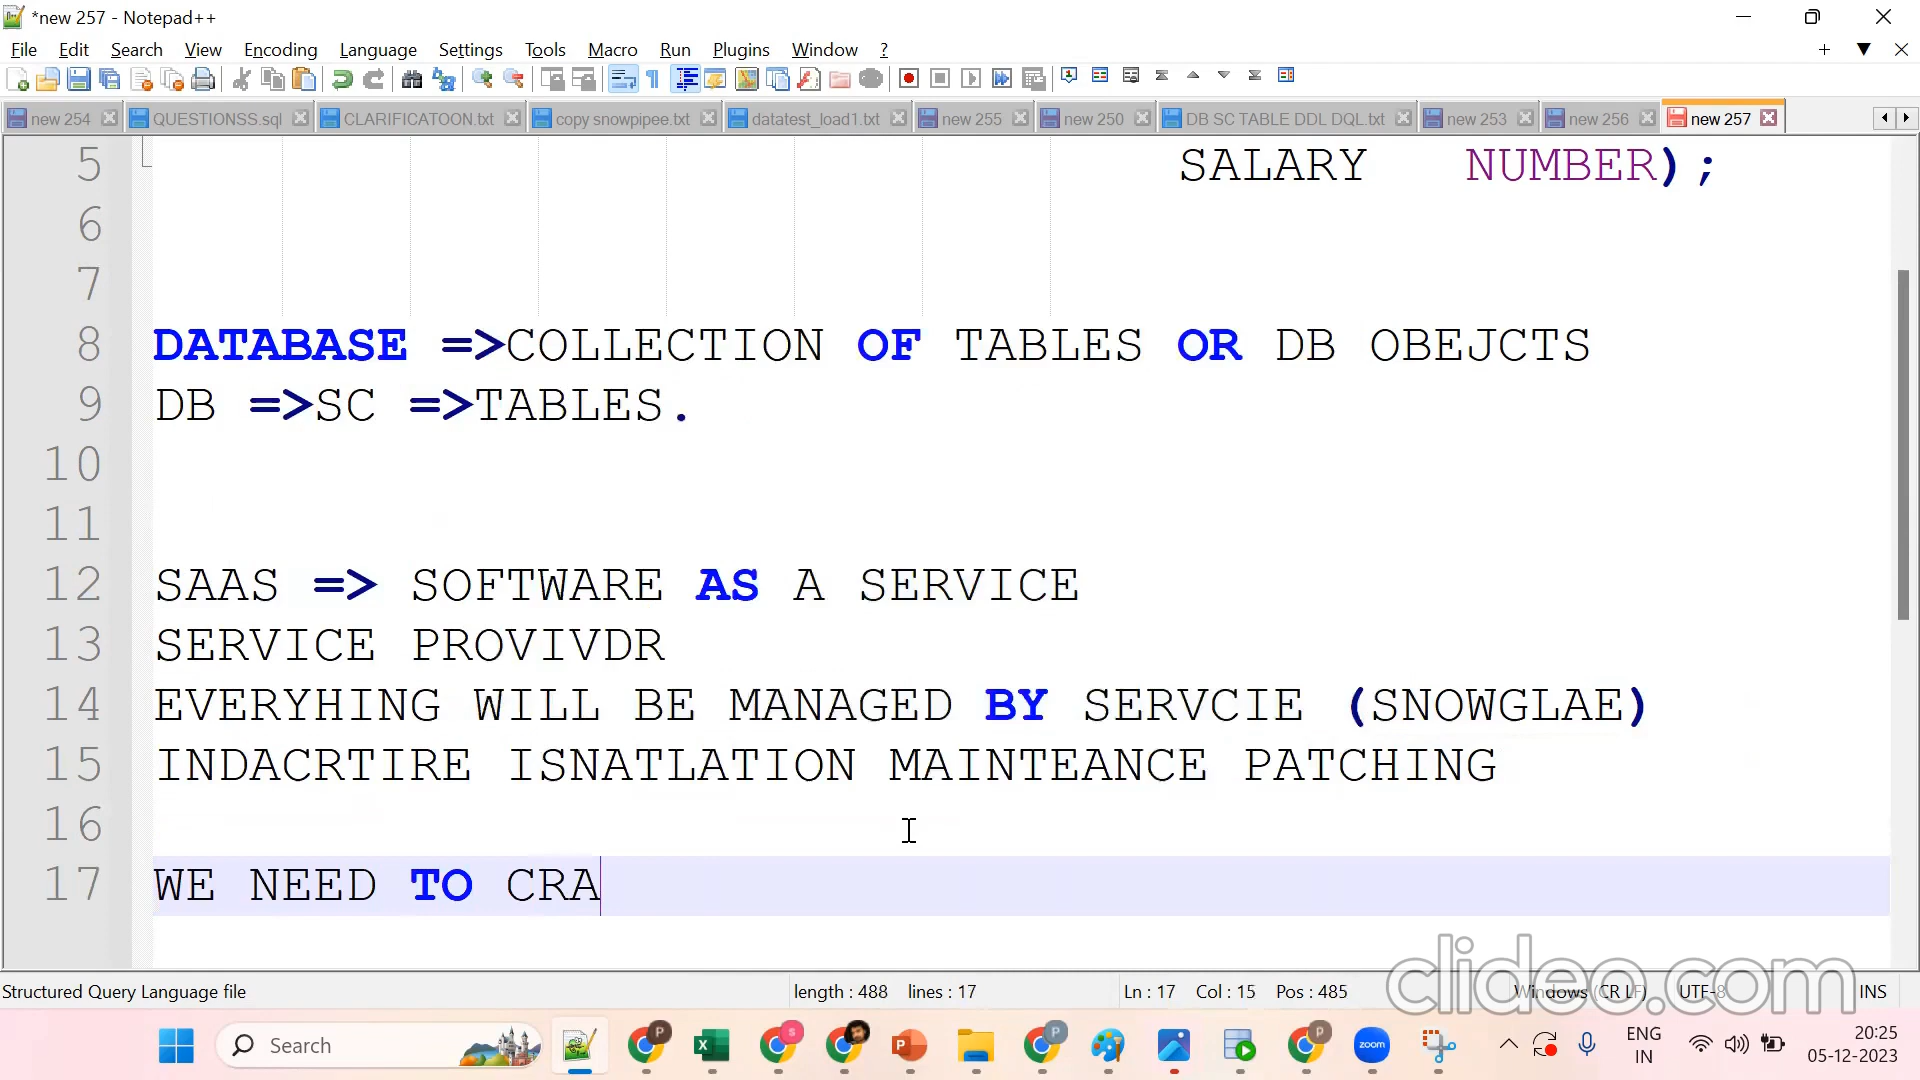 *new 257 - Notepad++
File Edit Search View Encoding Language Settings Tools Macro Run Plugins Window ?
new 254 QUESTIONSS.sql CLARIFICATOON.txt copy snowpipee.txt datatest_load1.txt new 255 new 250 DB SC TABLE DDL DQL.txt new 253 new 256 new 257
5 SALARY NUMBER);
6
7
8 DATABASE =>COLLECTION OF TABLES OR DB OBEJCTS
9 DB =>SC =>TABLES.
10
11
12 SAAS => SOFTWARE AS A SERVICE
13 SERVICE PROVIVDR
14 EVERYHING WILL BE MANAGED BY SERVCIE (SNOWGLAE)
15 INDACRTIRE ISNATLATION MAINTEANCE PATCHING
16
17 WE NEED TO CRA
clideo.com
Structured Query Language file length : 488 lines : 17 Ln : 17 Col : 15 Pos : 485 Windows (CR LF) UTF-8 INS
Search
zoom
ENG
IN
20:25
05-12-2023